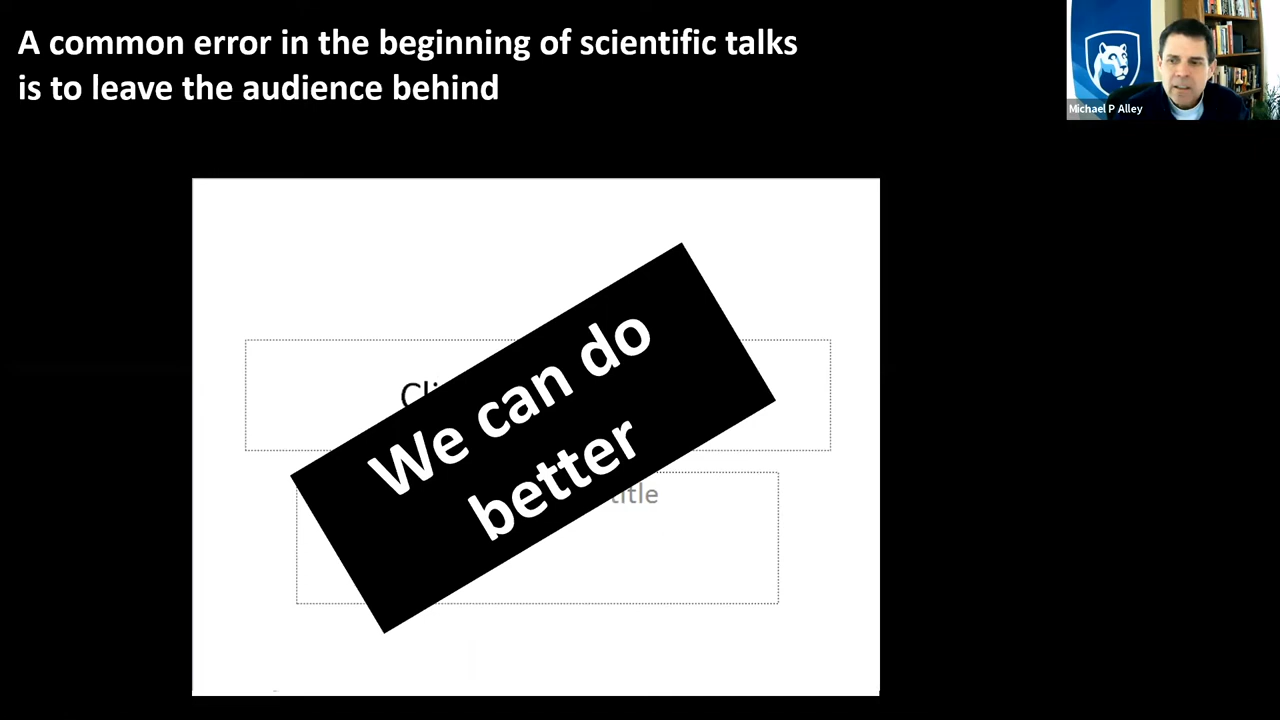 A common error in the beginning of scientific talks
is to leave the audience behind
Michael P Alley
We can do
better
title